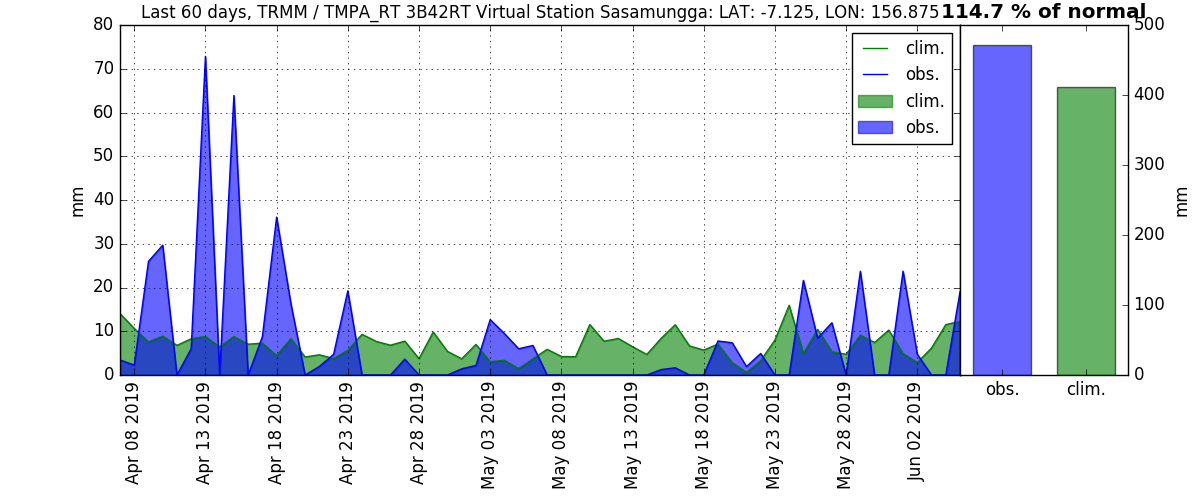 Last 60 days, TRMM / TMPA_RT 3B42RT Virtual Station Sasamungga: LAT: -7.125, LON: 156.875
114.7 % of normal
80
70
60
50
40
30
20
10
0
mm
clim.
obs.
clim.
obs.
500
400
300
200
100
0
mm
Apr 08 2019
Apr 13 2019
Apr 18 2019
Apr 23 2019
Apr 28 2019
May 03 2019
May 08 2019
May 13 2019
May 18 2019
May 23 2019
May 28 2019
Jun 02 2019
obs.
clim.